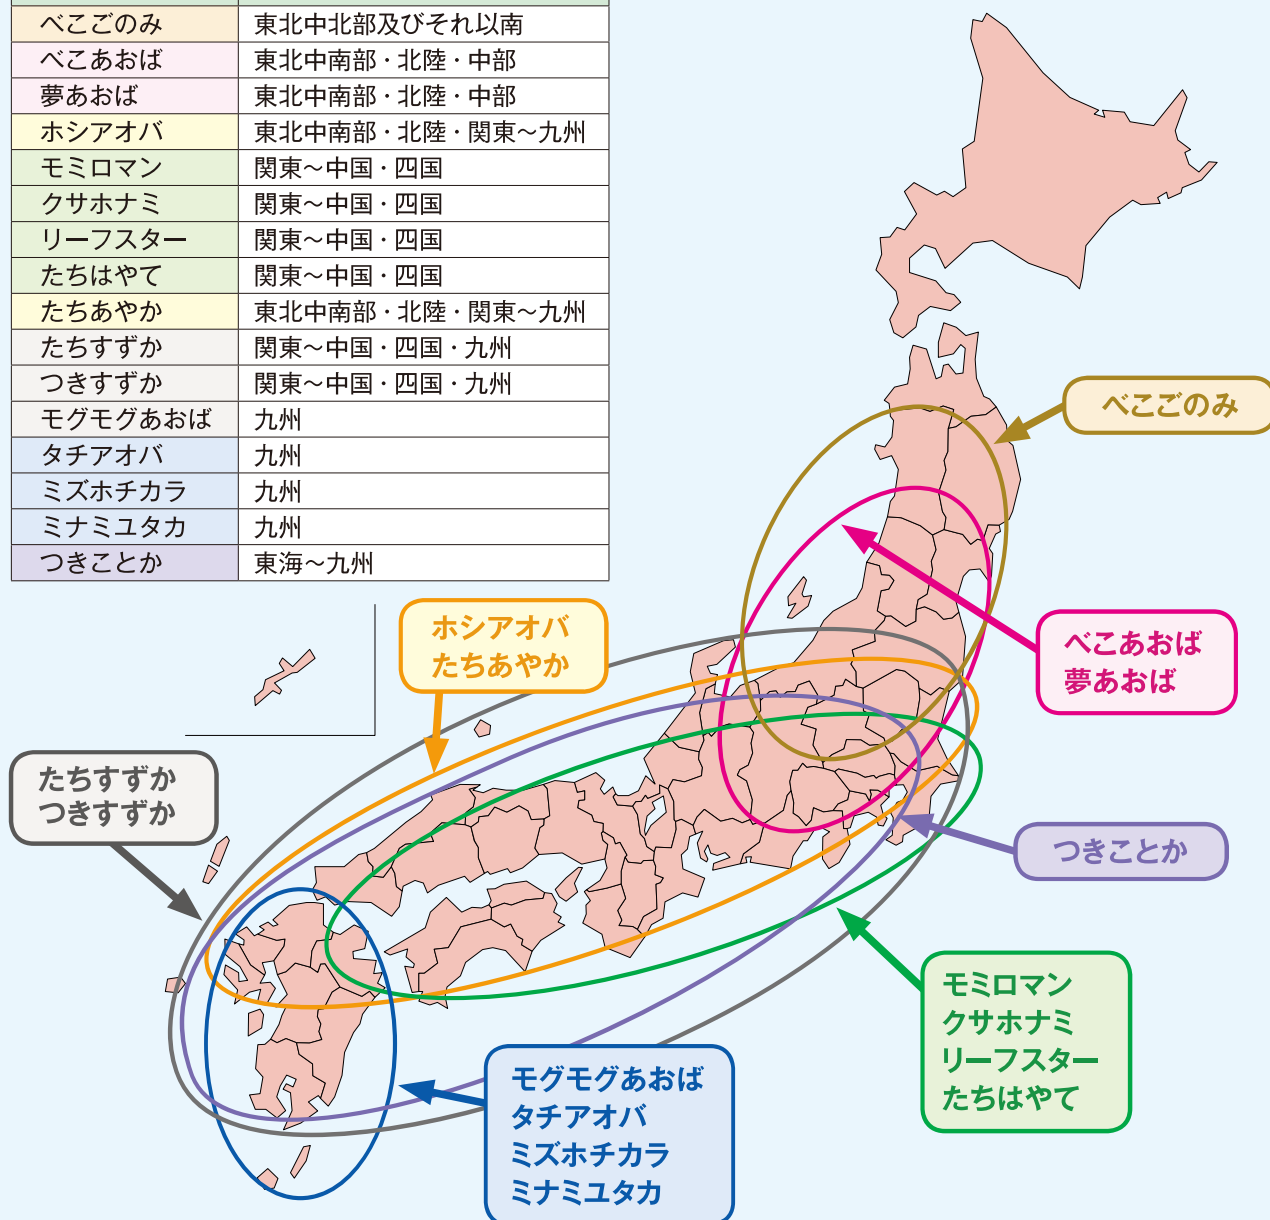 べこごのみ 東北中北部及びそれ以南
べこあおば 東北中南部・北陸・中部
夢あおば 東北中南部・北陸・中部
ホシアオバ 東北中南部・北陸・関東～九州
モミロマン 関東～中国・四国
クサホナミ 関東～中国・四国
リーフスター 関東～中国・四国
たちはやて 関東～中国・四国
たちあやか 東北中南部・北陸・関東～九州
たちすずか 関東～中国・四国・九州
つきすずか 関東～中国・四国・九州
モグモグあおば 九州
タチアオバ 九州
ミズホチカラ 九州
ミナミユタカ 九州
つきことか 東海～九州
べこごのみ
ホシアオバ
たちあやか
べこあおば
夢あおば
たちすずか
つきすずか
つきことか
モミロマン
クサホナミ
リーフスター
たちはやて
モグモグあおば
タチアオバ
ミズホチカラ
ミナミユタカ